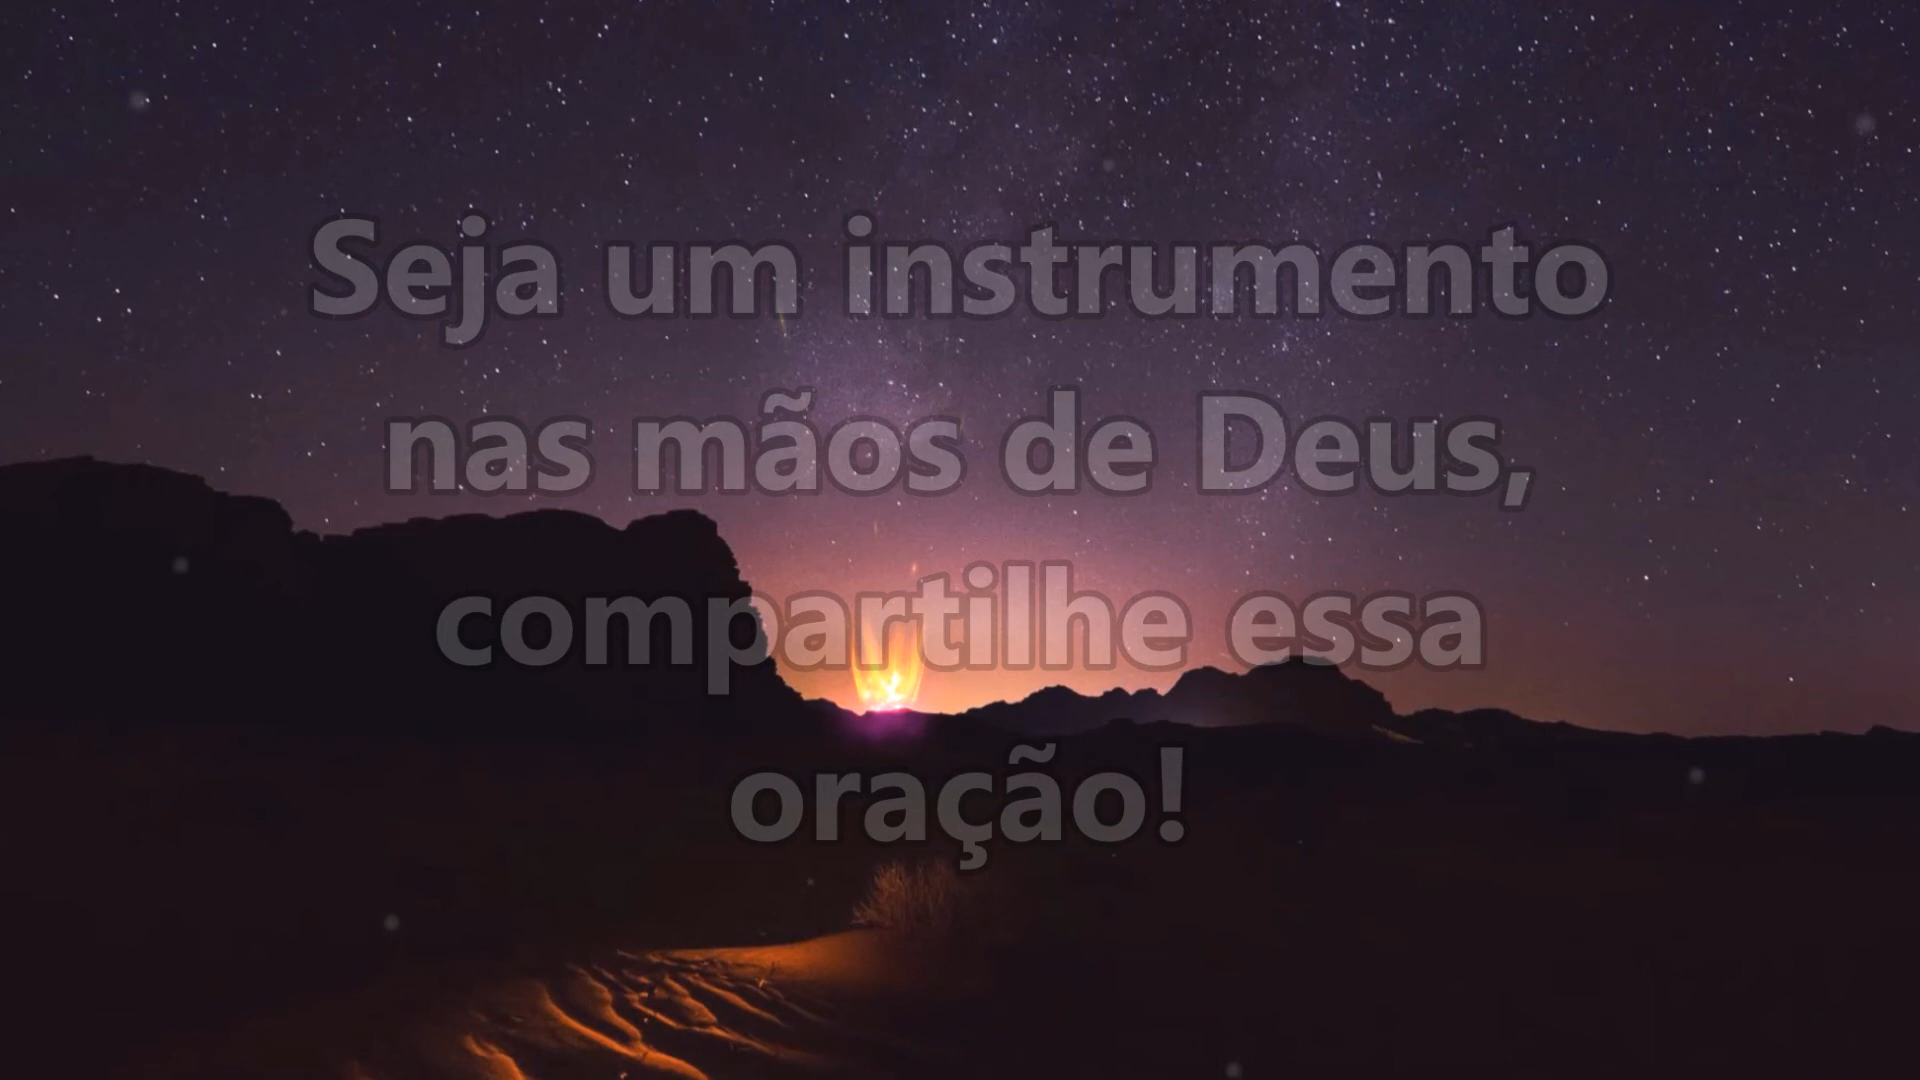 Seja um instrumento
nas mãos de Deus,
compartilhe essa
oração!